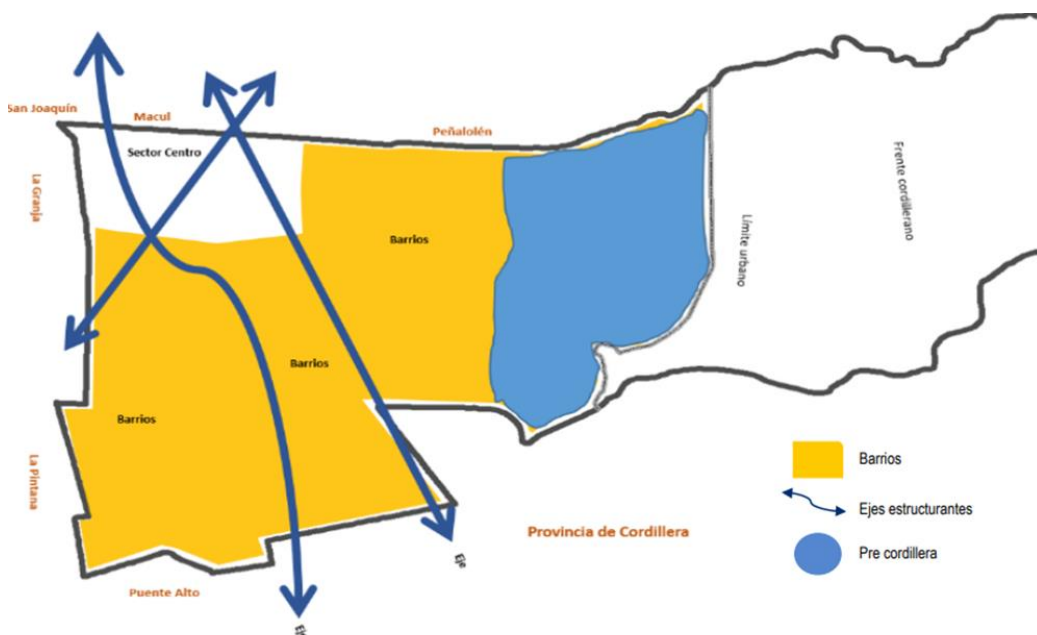 San Joaquín
Macul
Peñalolén
Sector Centro
La Granja
Frente cordillerano
Límite urbano
Barrios
Barrios
Barrios
La Pintana
Barrios
Ejes estructurantes
Pre cordillera
Provincia de Cordillera
Eje
Puente Alto